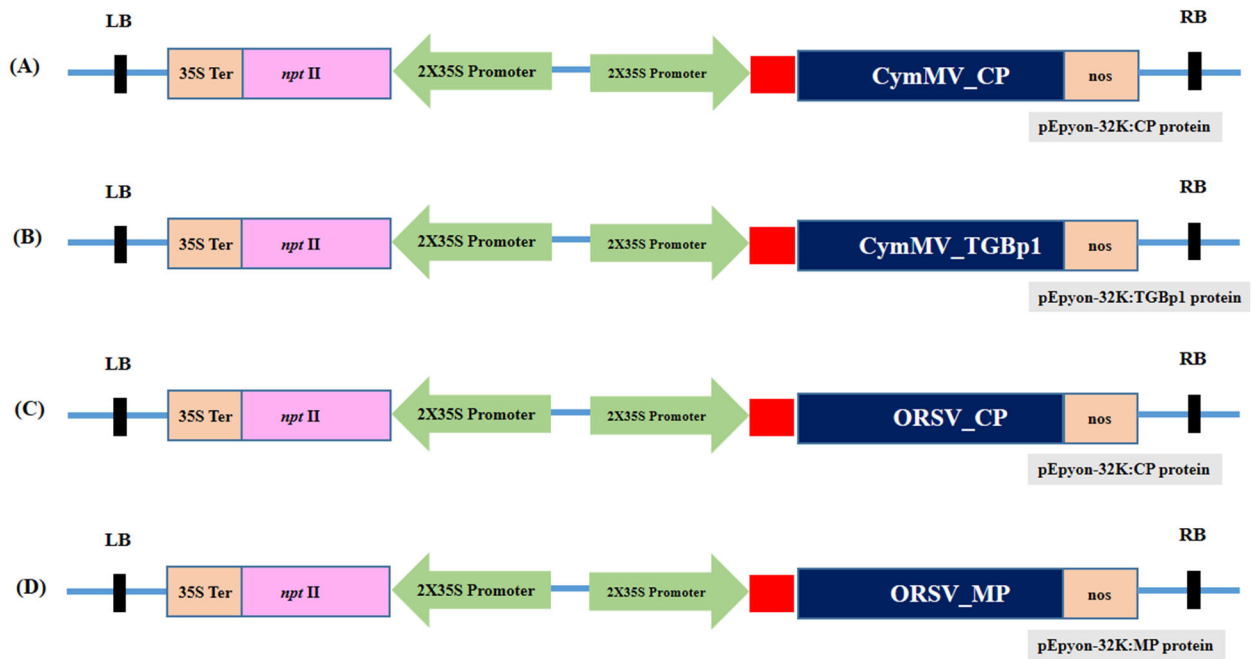 LB RB
(A) 35S Ter npt II 2X35S Promoter 2X35S Promoter CymMV_CP nos
pEpyon-32K:CP protein
LB RB
(B) 35S Ter npt II 2X35S Promoter 2X35S Promoter CymMV_TGBp1 nos
pEpyon-32K:TGBp1 protein
LB RB
(C) 35S Ter npt II 2X35S Promoter 2X35S Promoter ORSV_CP nos
pEpyon-32K:CP protein
LB RB
(D) 35S Ter npt II 2X35S Promoter 2X35S Promoter ORSV_MP nos
pEpyon-32K:MP protein